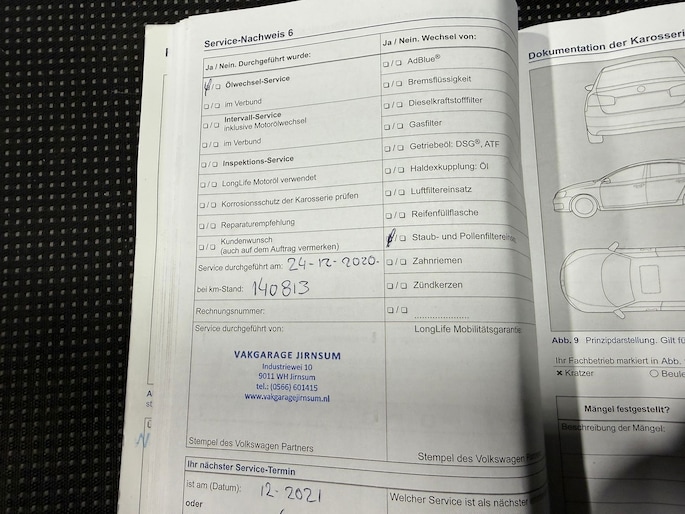 Service-Nachweis 6
Ja / Nein. Durchgeführt wurde:
Ölwechsel-Service
im Verbund
Intervall-Service
inklusive Motorölwechsel
im Verbund
Inspektions-Service
LongLife Motoröl verwendet
Korrosionsschutz der Karosserie prüfen
Reparaturempfehlung
Kundenwunsch
(auch auf dem Auftrag vermerken)
Service durchgeführt am: 24-12-2020.
bei km-Stand: 140813
Rechnungsnummer:
Service durchgeführt von:
VAKGARAGE JIRNSUM
Industriewei 10
9011 WH Jirnsum
tel.: (0566) 601415
www.vakgaragejirnsum.nl
Stempel des Volkswagen Partners
Ihr nächster Service-Termin
ist am (Datum): 12-2021
oder
Ja / Nein. Wechsel von:
AdBlue®
Bremsflüssigkeit
Dieselkraftstofffilter
Gasfilter
Getriebeöl: DSG®, ATF
Haldexkupplung: Öl
Luftfiltereinsatz
Reifenfüllflasche
Staub- und Pollenfiltereins
Zahnriemen
Zündkerzen
LongLife Mobilitätsgarantie
Stempel des Volkswagen
Welcher Service ist als nächster
Dokumentation der Karosserie
Abb. 9 Prinzipdarstellung. Gilt
Ihr Fachbetrieb markiert in Abb.
× Kratzer
Beule
Mängel festgestellt?
Beschreibung der Mängel: